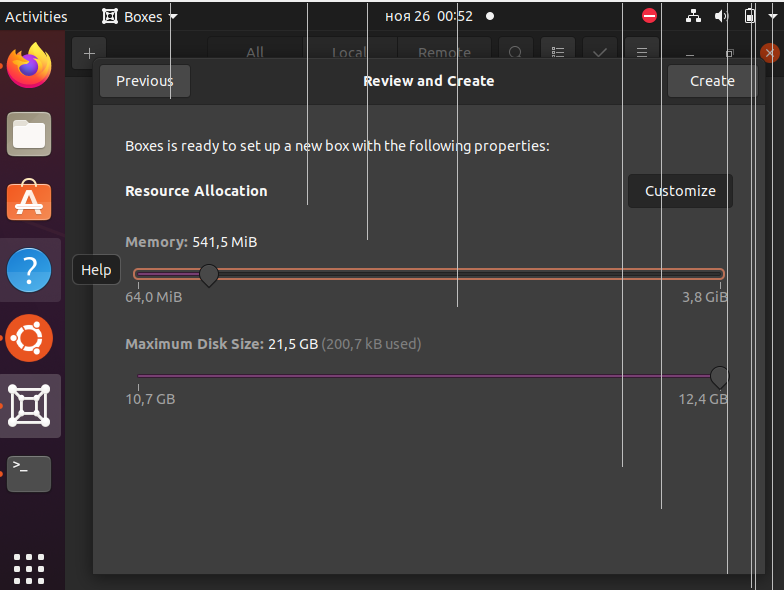 Activities Boxes ноя 26 00:52
All Local Remote
Previous Review and Create Create
Boxes is ready to set up a new box with the following properties:
Resource Allocation Customize
Memory: 541,5 MiB
Help
64,0 MiB 3,8 GiB
Maximum Disk Size: 21,5 GB (200,7 kB used)
10,7 GB 12,4 GB